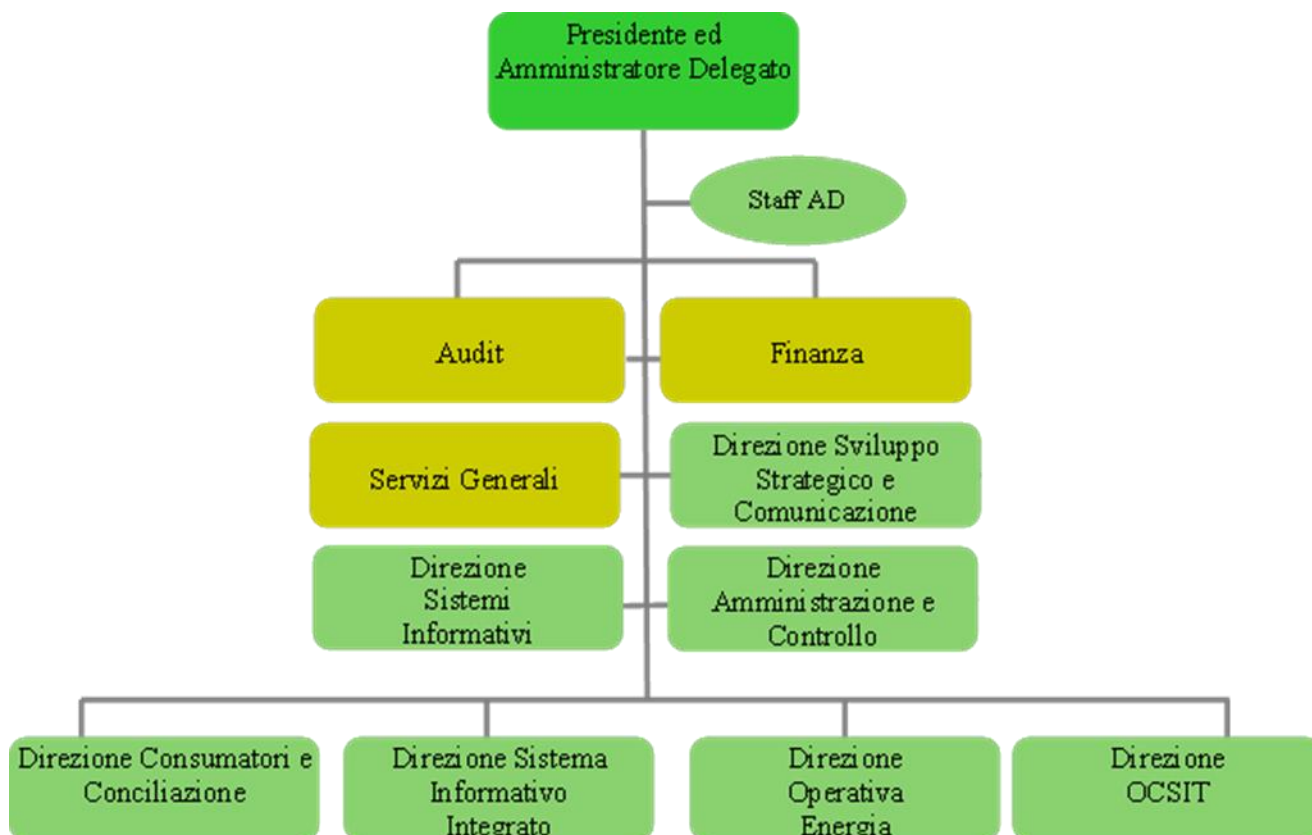 Presidente ed
Amministratore Delegato
Staff AD
Audit
Finanza
Servizi Generali
Direzione Sviluppo
Strategico e
Comunicazione
Direzione
Sistemi
Informativi
Direzione
Amministrazione e
Controllo
Direzione Consumatori e
Conciliazione
Direzione Sistema
Informativo
Integrato
Direzione
Operativa
Energia
Direzione
OCSIT